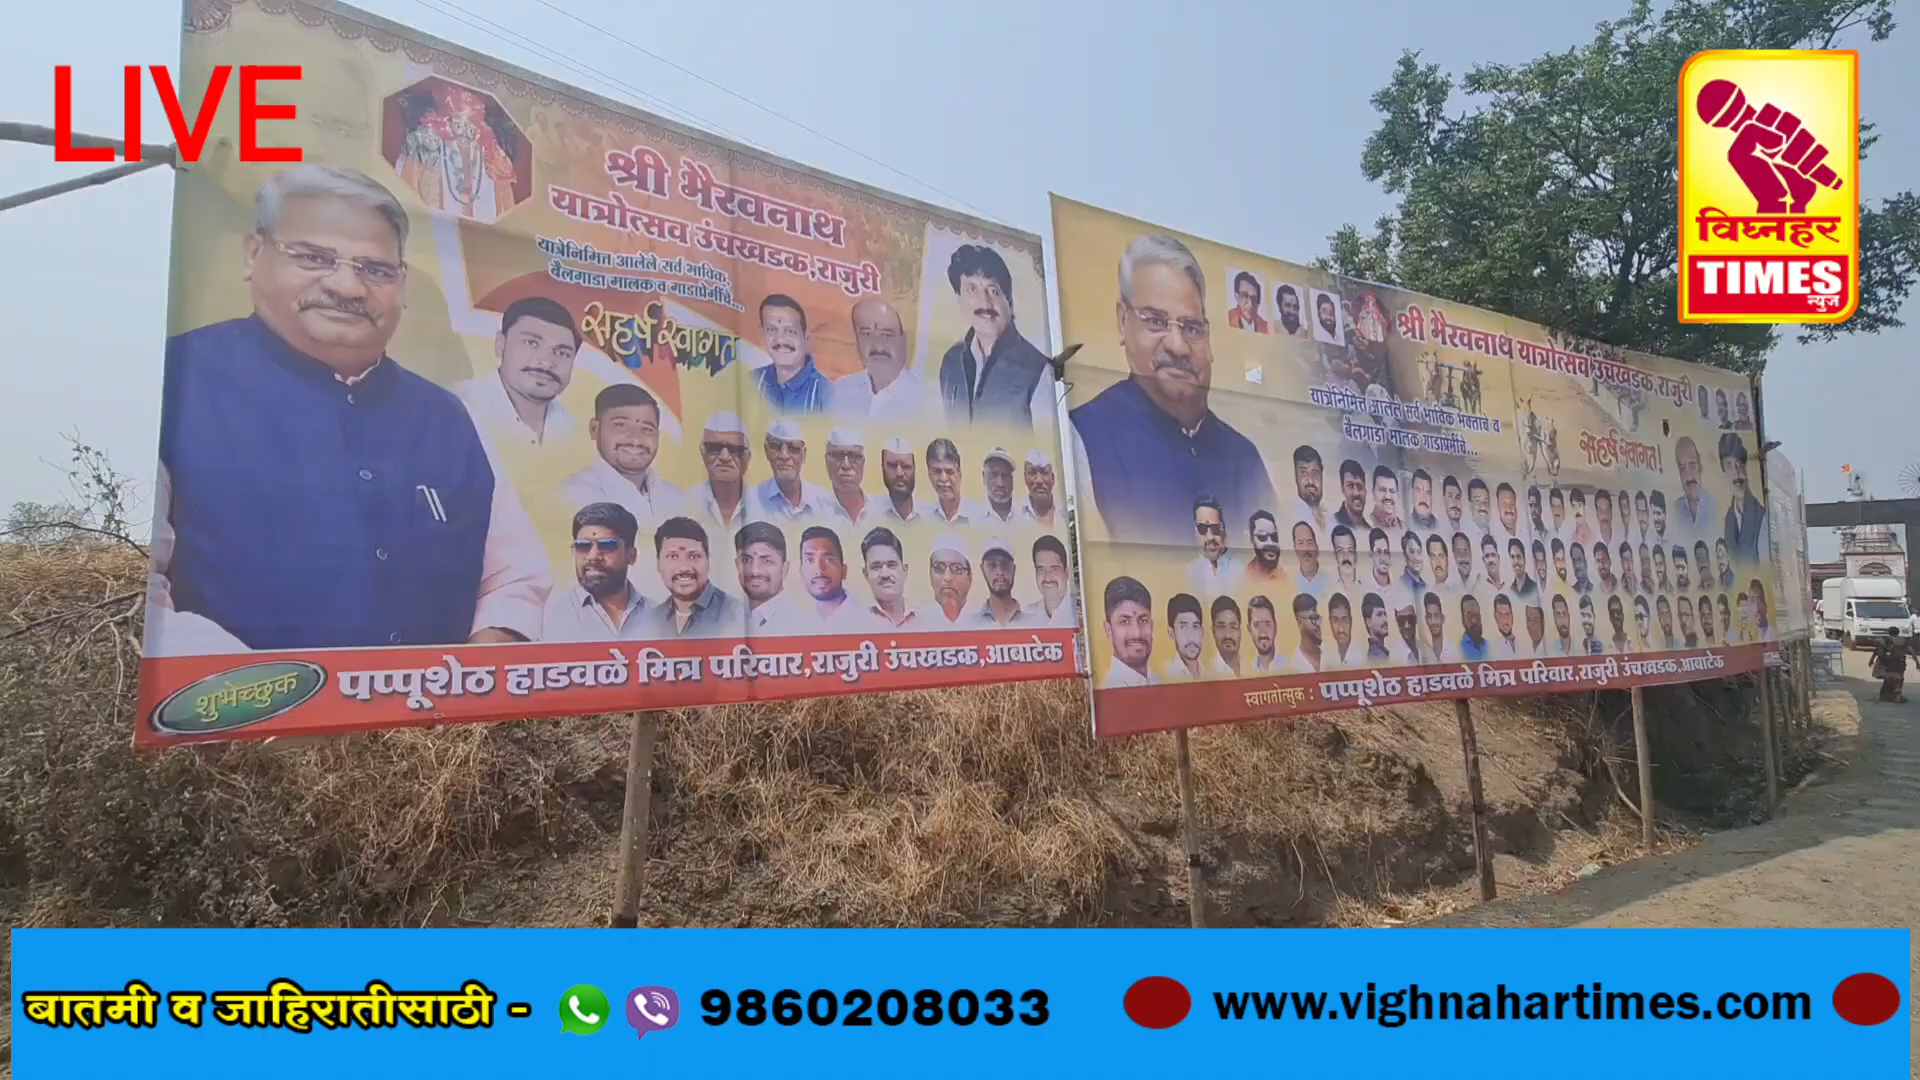 LIVE
श्री भैरवनाथ
यात्रोत्सव उंचखडक,राजुरी
यात्रेनिमित्त आलेले सर्व भाविक,
बैलगाडा मालक व गाडाप्रेमींचे...
सहर्ष स्वागत
शुभेच्छुक
पप्पूशेठ हाडवळे मित्र परिवार,राजुरी उंचखडक,आबाटेक
श्री भैरवनाथ यात्रोत्सव उंचखडक,राजुरी
यात्रेनिमित्त आलेले सर्व भाविक भक्तांचे व
बैलगाडा मालक गाडाप्रेमींचे...
सहर्ष स्वागत!
स्वागतोत्सुक : पप्पूशेठ हाडवळे मित्र परिवार,राजुरी उंचखडक,आबाटेक
विघ्नहर
TIMES
न्युज
बातमी व जाहिरातीसाठी - 9860208033 www.vighnahartimes.com